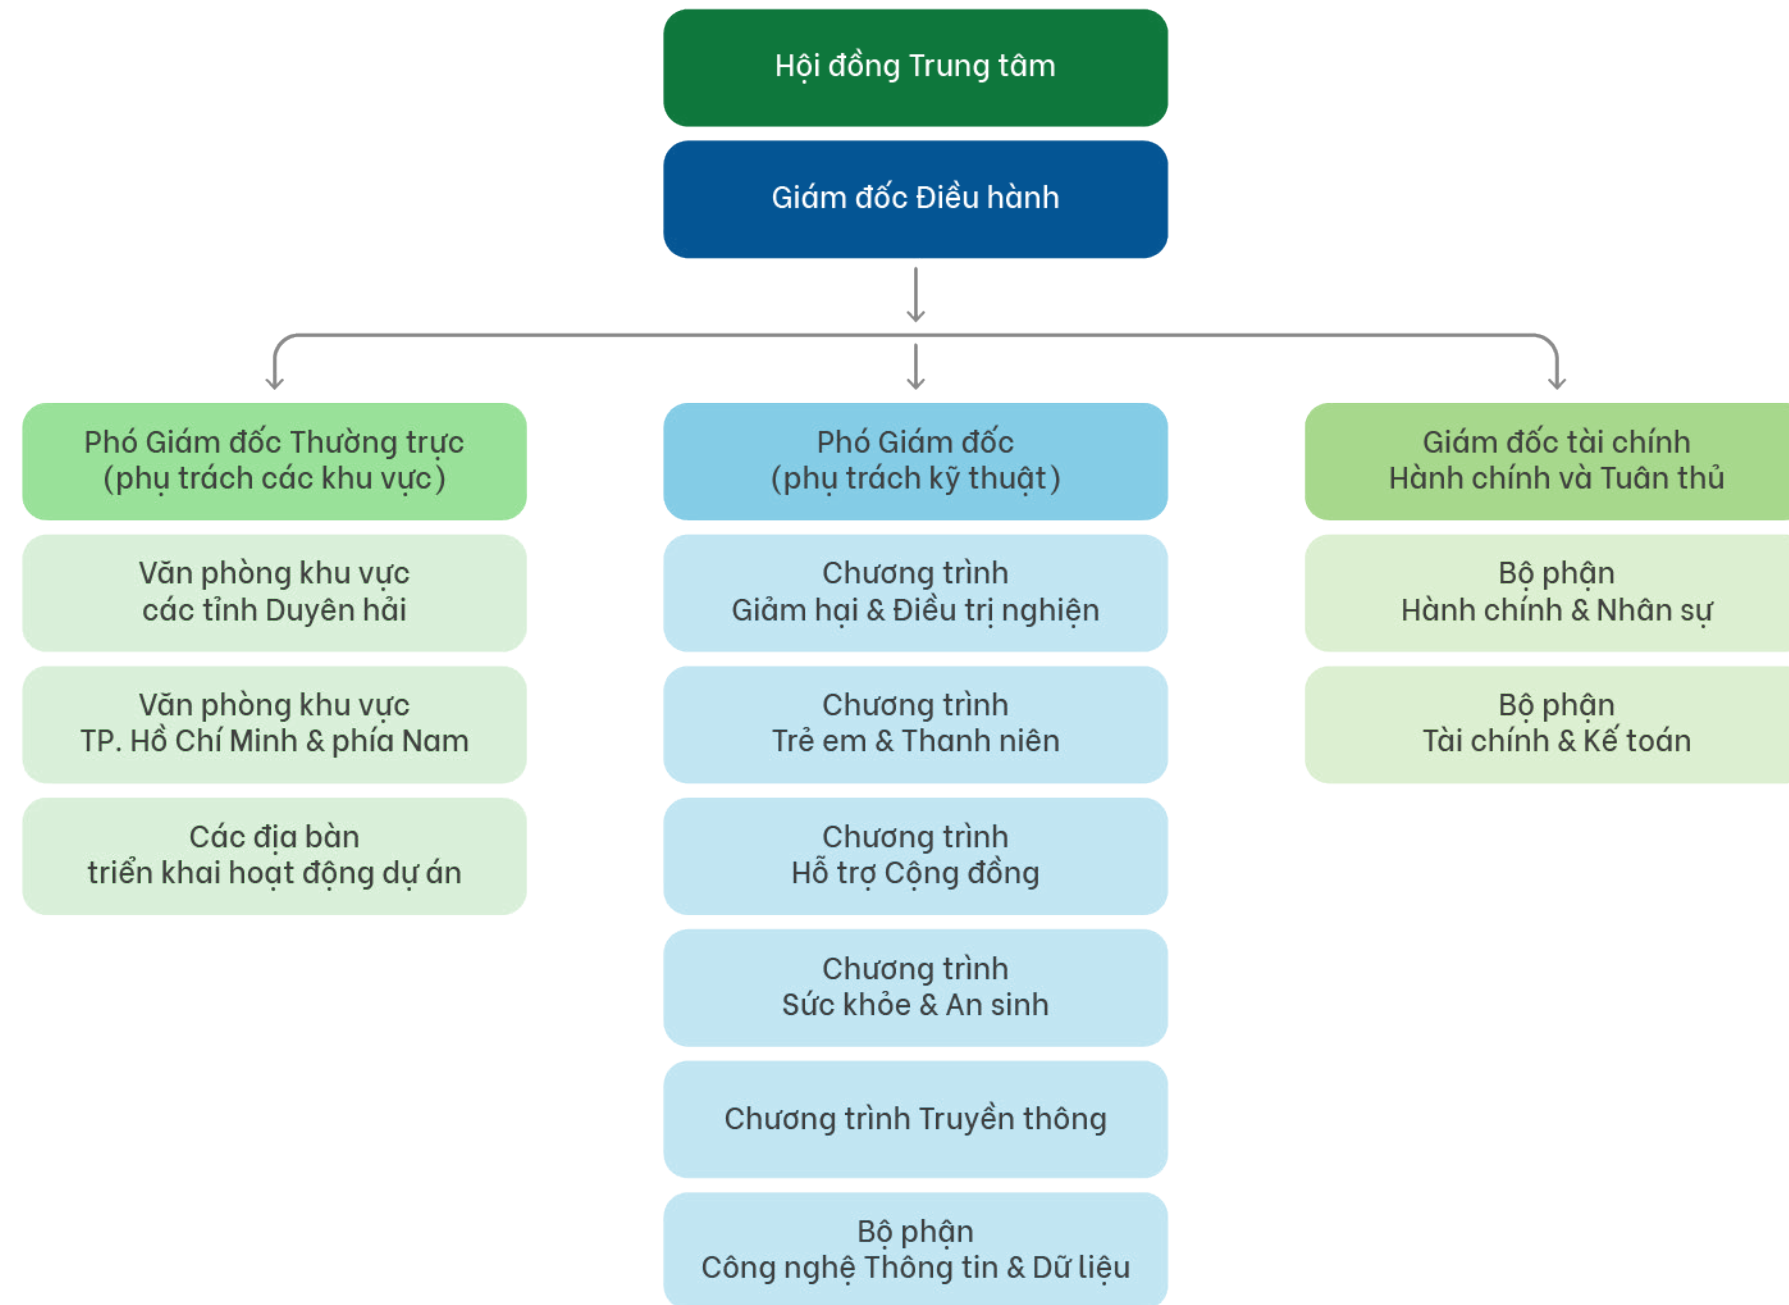 Hội đồng Trung tâm
Giám đốc Điều hành
Phó Giám đốc Thường trực
(phụ trách các khu vực)
Văn phòng khu vực
các tỉnh Duyên hải
Văn phòng khu vực
TP. Hồ Chí Minh & phía Nam
Các địa bàn
triển khai hoạt động dự án
Phó Giám đốc
(phụ trách kỹ thuật)
Chương trình
Giảm hại & Điều trị nghiện
Chương trình
Trẻ em & Thanh niên
Chương trình
Hỗ trợ Cộng đồng
Chương trình
Sức khỏe & An sinh
Chương trình Truyền thông
Bộ phận
Công nghệ Thông tin & Dữ liệu
Giám đốc tài chính
Hành chính và Tuân thủ
Bộ phận
Hành chính & Nhân sự
Bộ phận
Tài chính & Kế toán